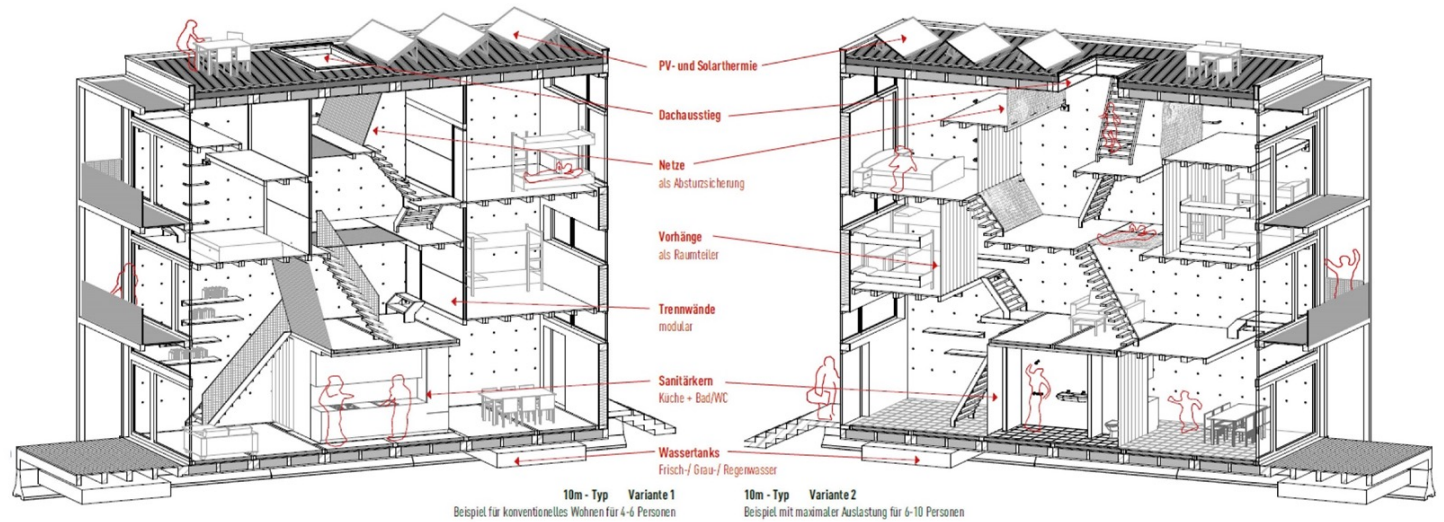 PV- und Solarthermie
Dachausstieg
Netze
als Absturzsicherung
Vorhänge
als Raumteiler
Trennwände
modular
Sanitärkern
Küche + Bad/WC
Wassertanks
Frisch-/ Grau-/ Regenwasser
10m - Typ Variante 1
Beispiel für konventionelles Wohnen für 4-6 Personen
10m - Typ Variante 2
Beispiel mit maximaler Auslastung für 6-10 Personen